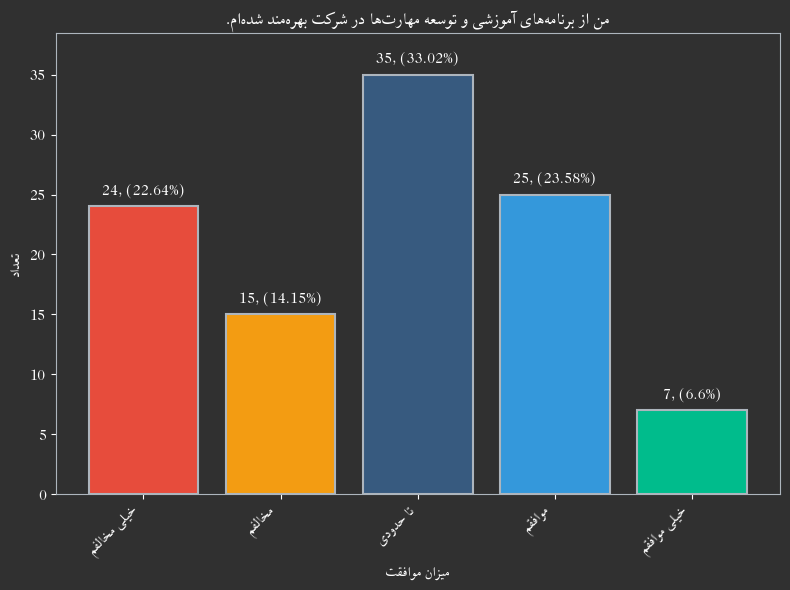 من از برنامه‌های آموزشی و توسعه مهارت‌ها در شرکت بهره‌مند شده‌ام.
35, (33.02%)
24, (22.64%)
25, (23.58%)
15, (14.15%)
7, (6.6%)
35
30
25
20
15
10
5
0
تعداد
خیلی مخالفم
مخالفم
تا حدودی
موافقم
خیلی موافقم
میزان موافقت